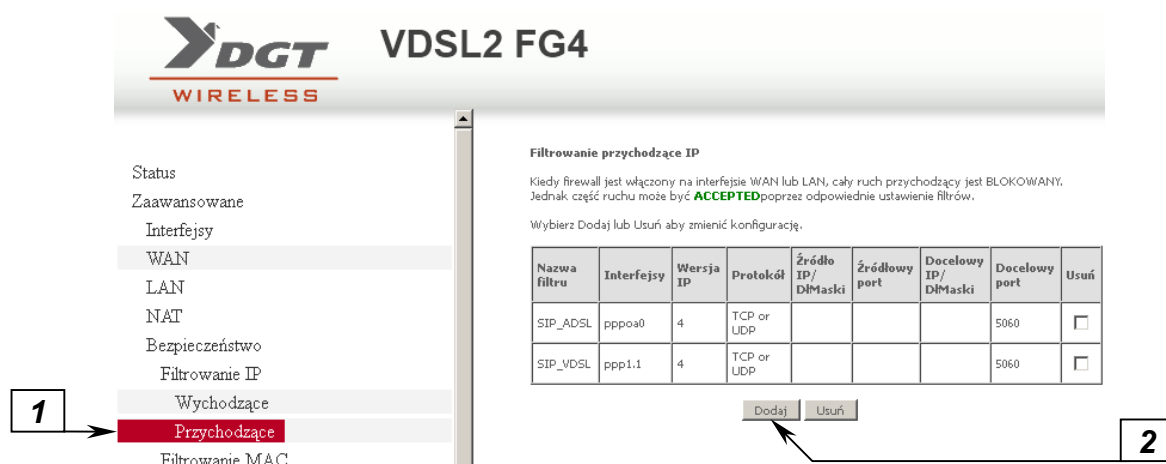 DGT
WIRELESS
VDSL2 FG4
Status
Zaawansowane
Interfejsy
WAN
LAN
NAT
Bezpieczeństwo
Filtrowanie IP
Wychodzące
Przychodzące
Filtrowanie MAC
1
Filtrowanie przychodzące IP
Kiedy firewall jest włączony na interfejsie WAN lub LAN, cały ruch przychodzący jest BLOKOWANY.
Jednak część ruchu może być ACCEPTEDpoprzez odpowiednie ustawienie filtrów.
Wybierz Dodaj lub Usuń aby zmienić konfigurację.
Nazwa filtru Interfejsy Wersja IP Protokół Źródło IP/ DłMaski Źródłowy port Docelowy IP/ DłMaski Docelowy port Usuń
SIP_ADSL pppoa0 4 TCP or UDP 5060
SIP_VDSL ppp1.1 4 TCP or UDP 5060
Dodaj Usuń
2